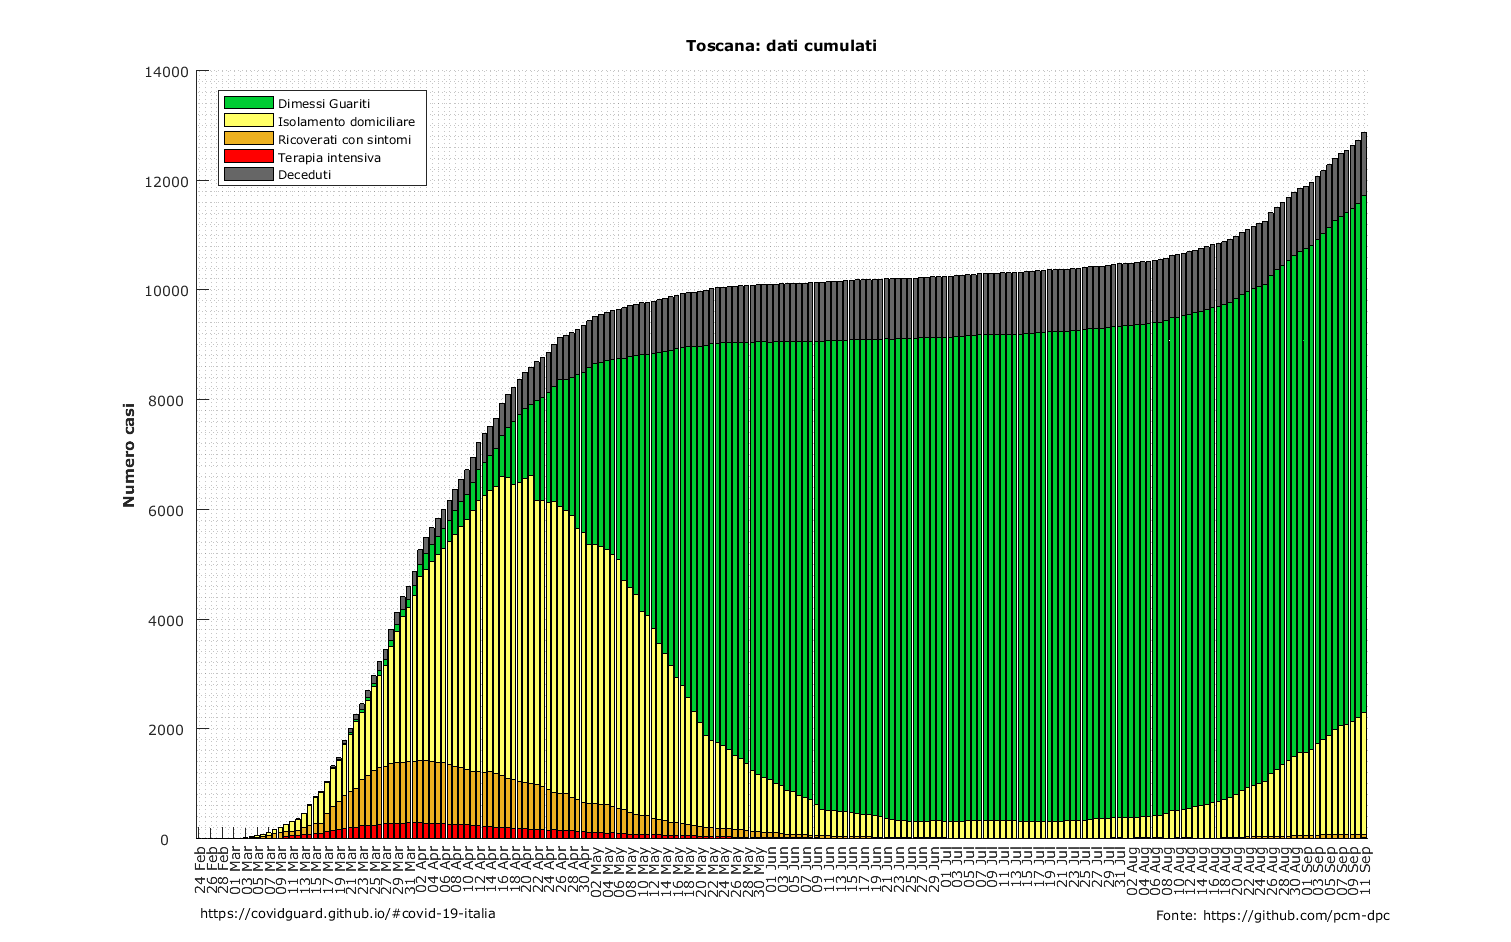 Toscana: dati cumulati
Numero casi
14000
12000
10000
8000
6000
4000
2000
0
Dimessi Guariti
Isolamento domiciliare
Ricoverati con sintomi
Terapia intensiva
Deceduti
24 Feb
26 Feb
28 Feb
01 Mar
03 Mar
05 Mar
07 Mar
09 Mar
11 Mar
13 Mar
15 Mar
17 Mar
19 Mar
21 Mar
23 Mar
25 Mar
27 Mar
29 Mar
31 Mar
02 Apr
04 Apr
06 Apr
08 Apr
10 Apr
12 Apr
14 Apr
16 Apr
18 Apr
20 Apr
22 Apr
24 Apr
26 Apr
28 Apr
30 Apr
02 May
04 May
06 May
08 May
10 May
12 May
14 May
16 May
18 May
20 May
22 May
24 May
26 May
28 May
30 May
01 Jun
03 Jun
05 Jun
07 Jun
09 Jun
11 Jun
13 Jun
15 Jun
17 Jun
19 Jun
21 Jun
23 Jun
25 Jun
27 Jun
29 Jun
01 Jul
03 Jul
05 Jul
07 Jul
09 Jul
11 Jul
13 Jul
15 Jul
17 Jul
19 Jul
21 Jul
23 Jul
25 Jul
27 Jul
29 Jul
31 Jul
02 Aug
04 Aug
06 Aug
08 Aug
10 Aug
12 Aug
14 Aug
16 Aug
18 Aug
20 Aug
22 Aug
24 Aug
26 Aug
28 Aug
30 Aug
01 Sep
03 Sep
05 Sep
07 Sep
09 Sep
11 Sep
https://covidguard.github.io/#covid-19-italia
Fonte: https://github.com/pcm-dpc